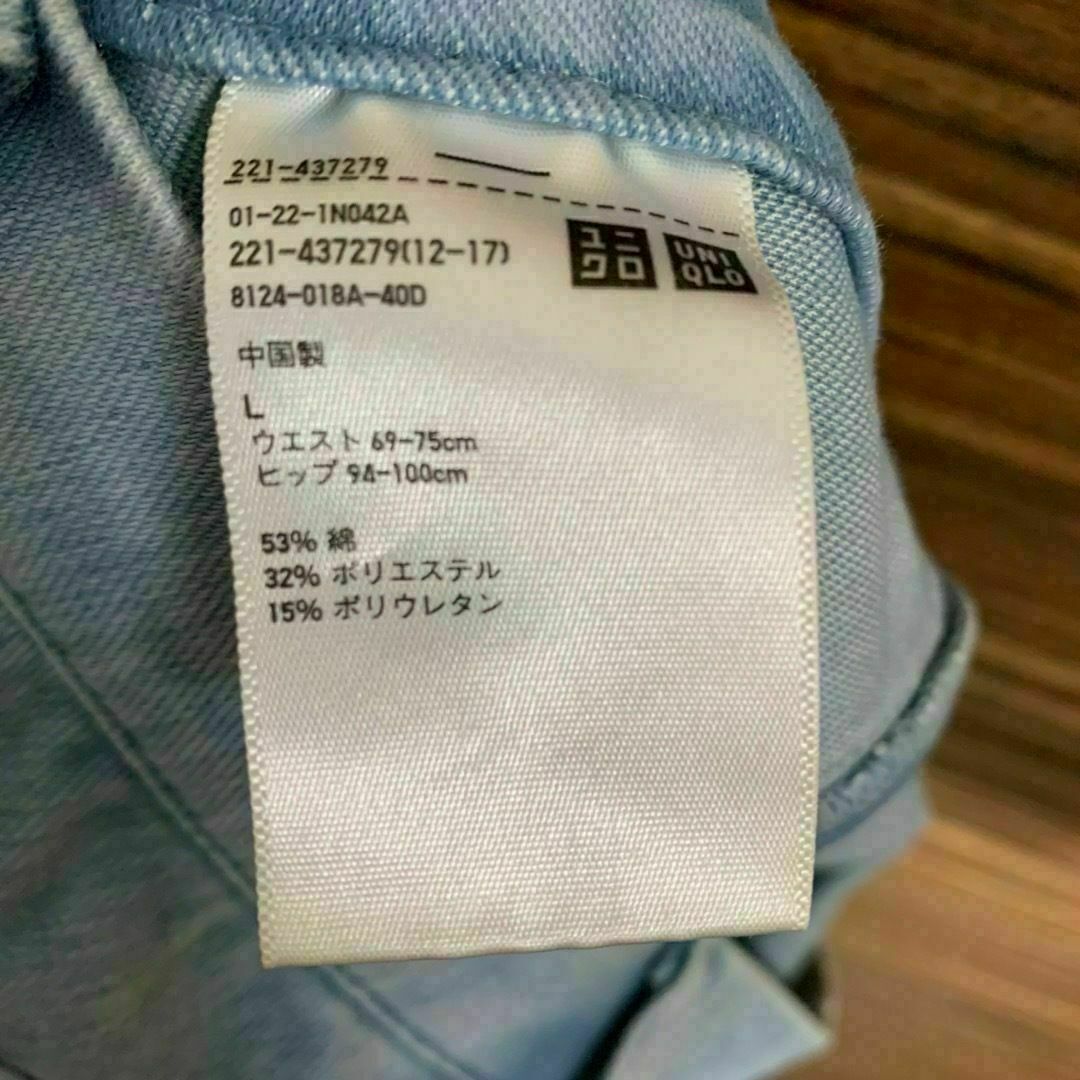 221-437279
01-22-1N042A
221-437279(12-17)
8124-018A-40D
ユニ
クロ
UNI
QLO
中国製
L
ウエスト 69-75cm
ヒップ 94-100cm
53% 綿
32% ポリエステル
15% ポリウレタン